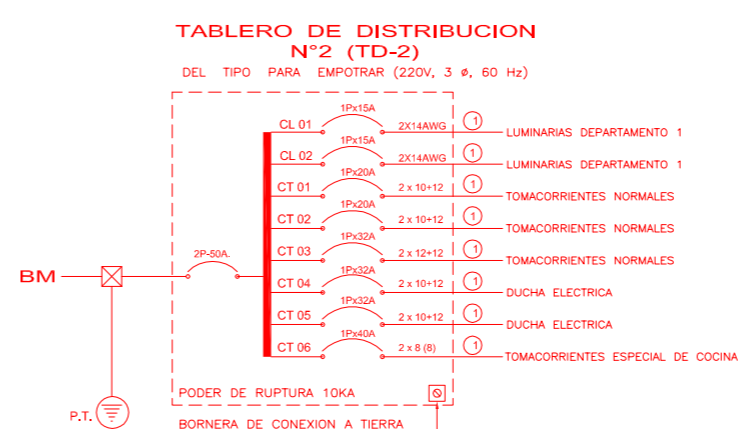 TABLERO DE DISTRIBUCION
N°2 (TD-2)
DEL TIPO PARA EMPOTRAR (220V, 3 ø, 60 Hz)
CL 01 1Px15A 2X14AWG 1 LUMINARIAS DEPARTAMENTO 1
CL 02 1Px15A 2X14AWG 1 LUMINARIAS DEPARTAMENTO 1
CT 01 1Px20A 2 x 10+12 1 TOMACORRIENTES NORMALES
CT 02 1Px20A 2 x 10+12 1 TOMACORRIENTES NORMALES
CT 03 1Px32A 2 x 12+12 1 TOMACORRIENTES NORMALES
BM 2P-50A.
CT 04 1Px32A 2 x 10+12 1 DUCHA ELECTRICA
CT 05 1Px32A 2 x 10+12 1 DUCHA ELECTRICA
CT 06 1Px40A 2 x 8 (8) 1 TOMACORRIENTES ESPECIAL DE COCINA
PODER DE RUPTURA 10KA
P.T.
BORNERA DE CONEXION A TIERRA